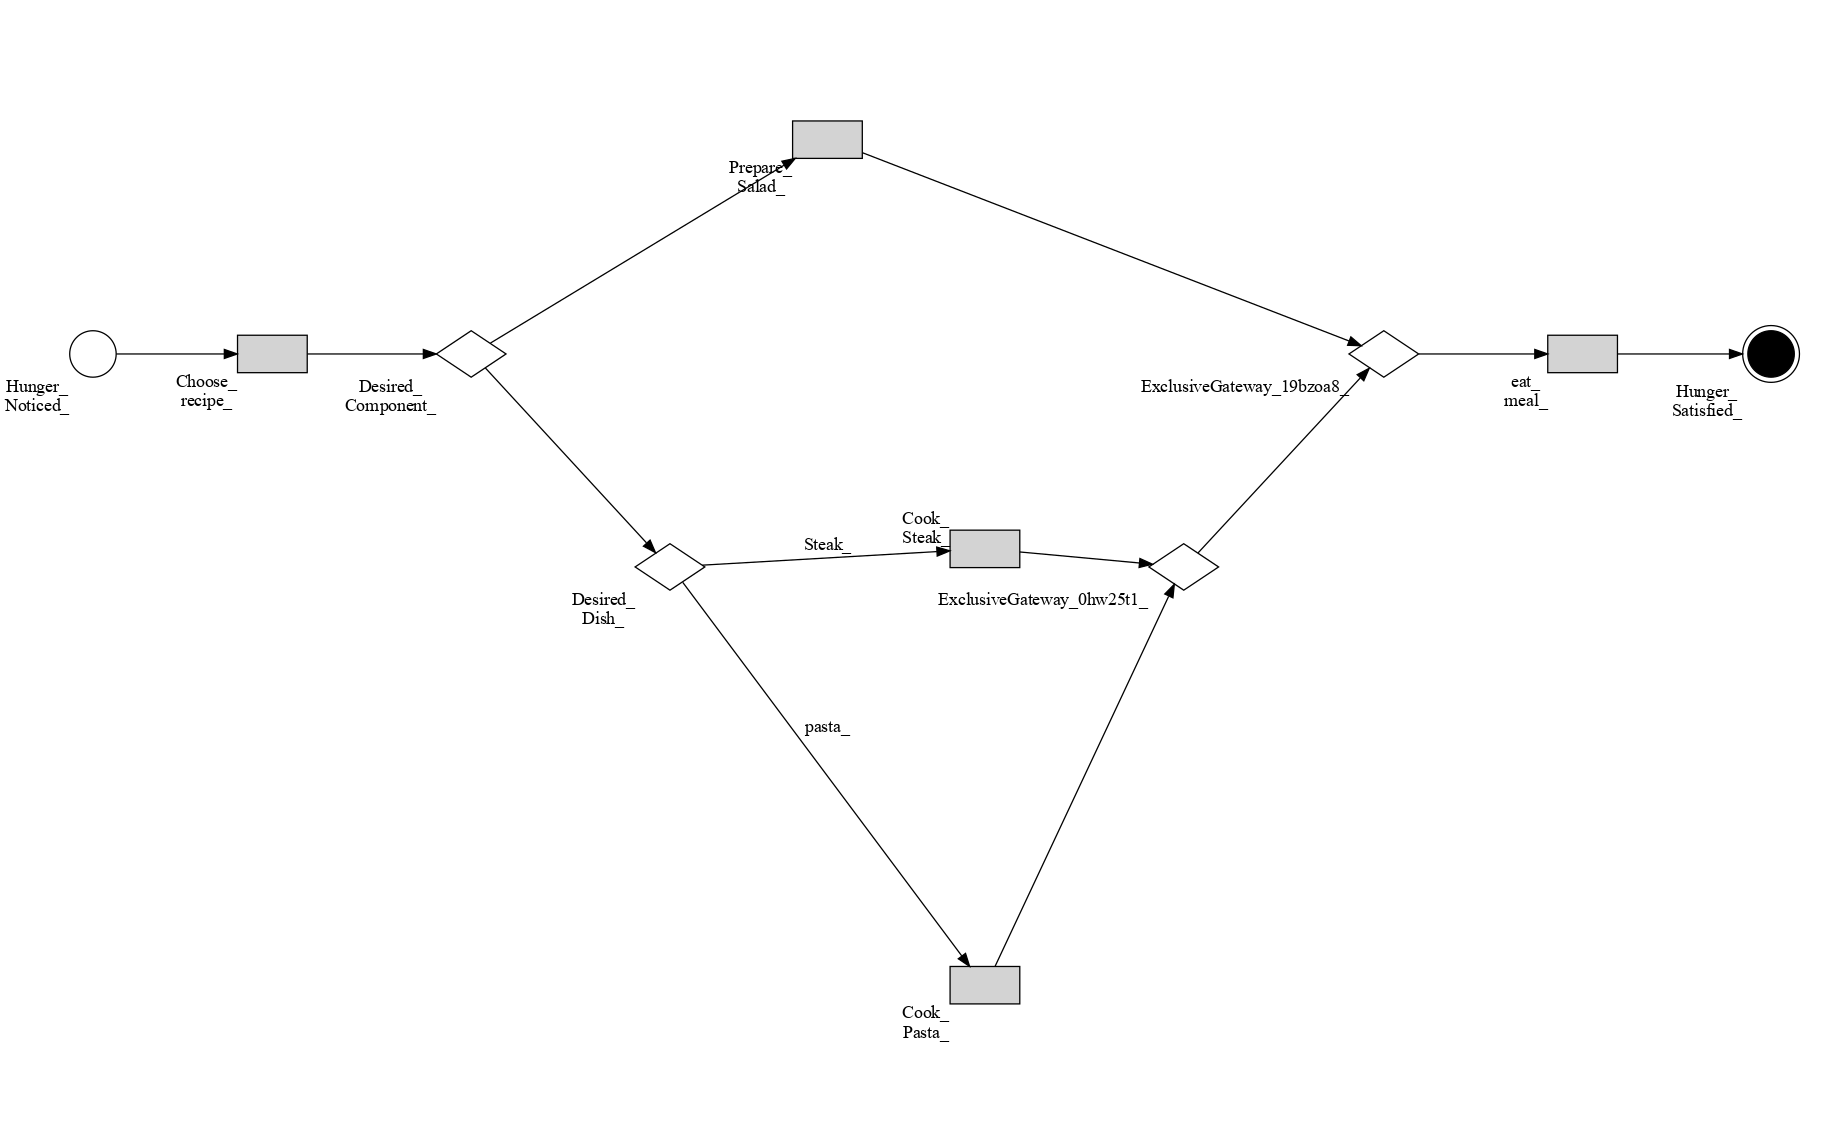 Prepare_
Salad_
Hunger_
Noticed_
Choose_
recipe_
Desired_
Component_
ExclusiveGateway_19bzoa8_
eat_
meal_
Hunger_
Satisfied_
Cook_
Steak_
Steak_
Desired_
Dish_
ExclusiveGateway_0hw25t1_
pasta_
Cook_
Pasta_